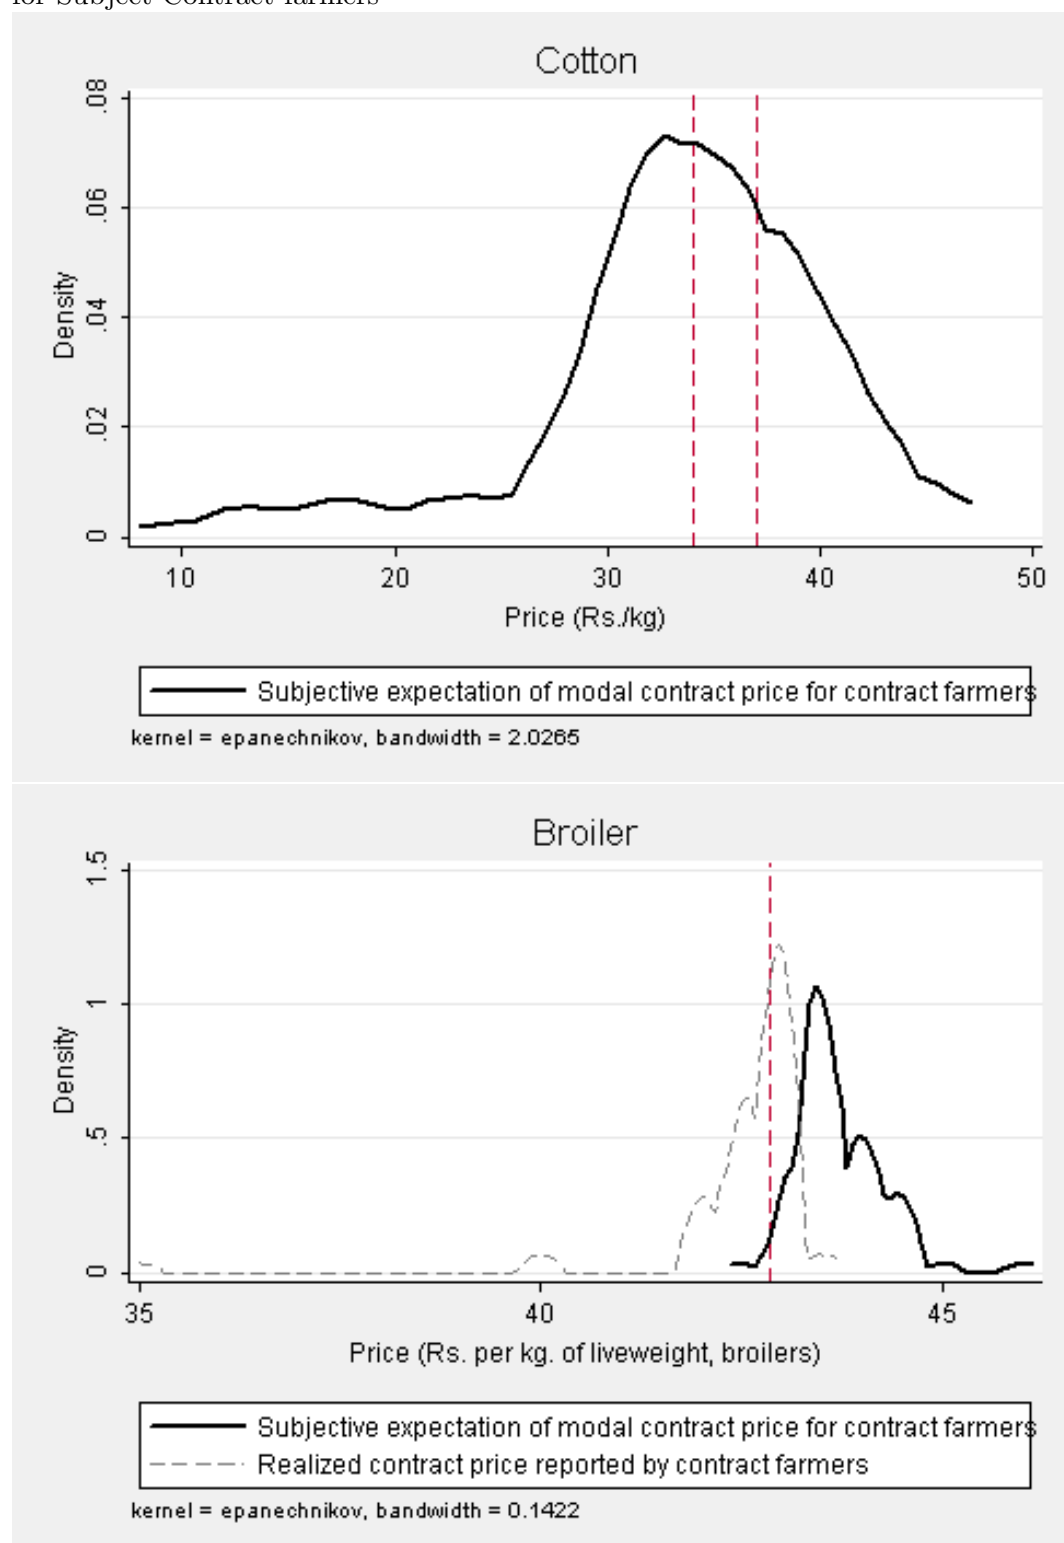 for Subject Contract farmers
Cotton
.08
.06
.04
.02
0
Density
10 20 30 40 50
Price (Rs./kg)
Subjective expectation of modal contract price for contract farmers
kernel = epanechnikov, bandwidth = 2.0265
Broiler
1.5
1
.5
0
Density
35 40 45
Price (Rs. per kg. of liveweight, broilers)
Subjective expectation of modal contract price for contract farmers
Realized contract price reported by contract farmers
kernel = epanechnikov, bandwidth = 0.1422